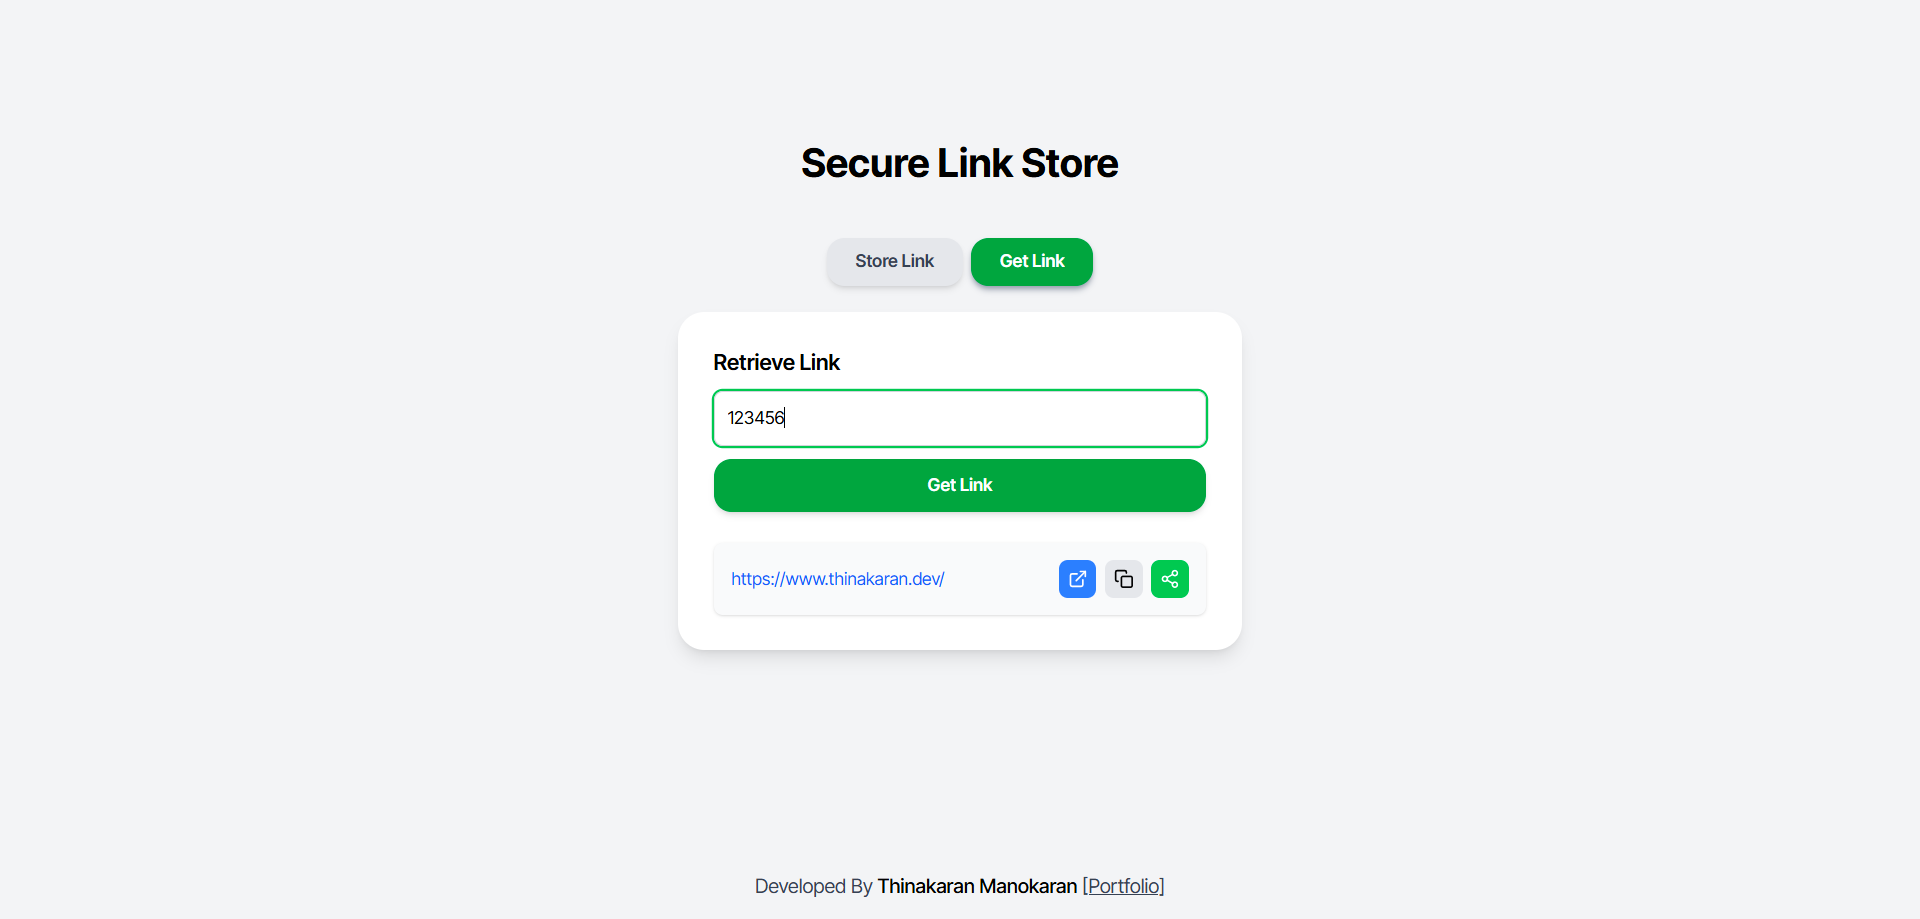 Secure Link Store
Store Link
Get Link
Retrieve Link
123456
Get Link
https://www.thinakaran.dev/
Developed By Thinakaran Manokaran [Portfolio]